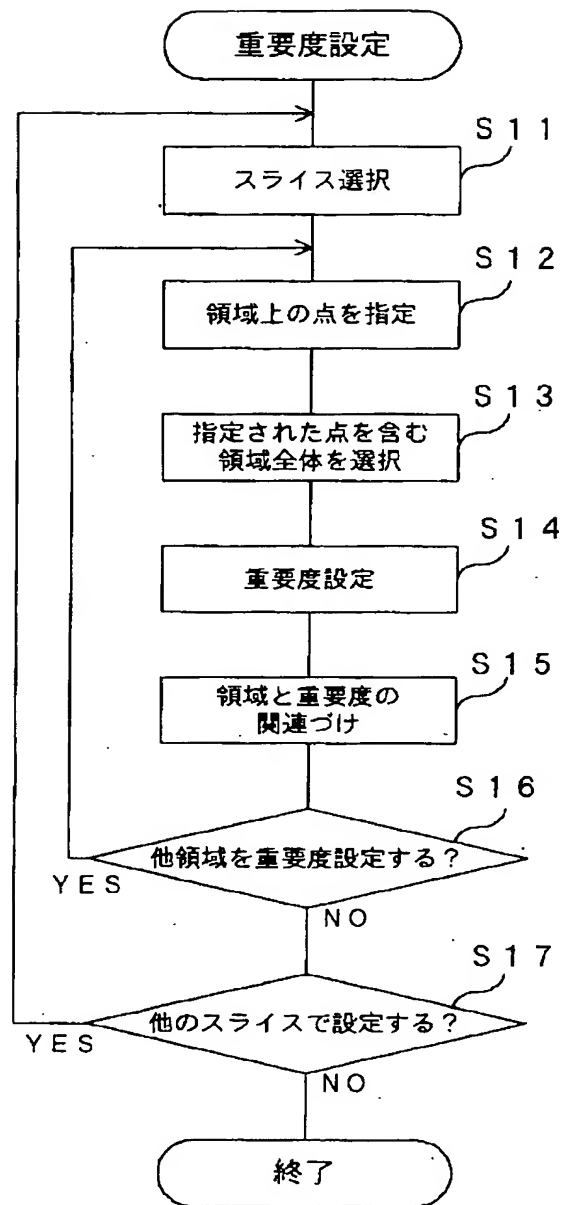 重要度設定
S11
スライス選択
S12
領域上の点を指定
S13
指定された点を含む
領域全体を選択
S14
重要度設定
S15
領域と重要度の
関連づけ
S16
他領域を重要度設定する?
YES
NO
S17
他のスライスで設定する?
YES
NO
終了